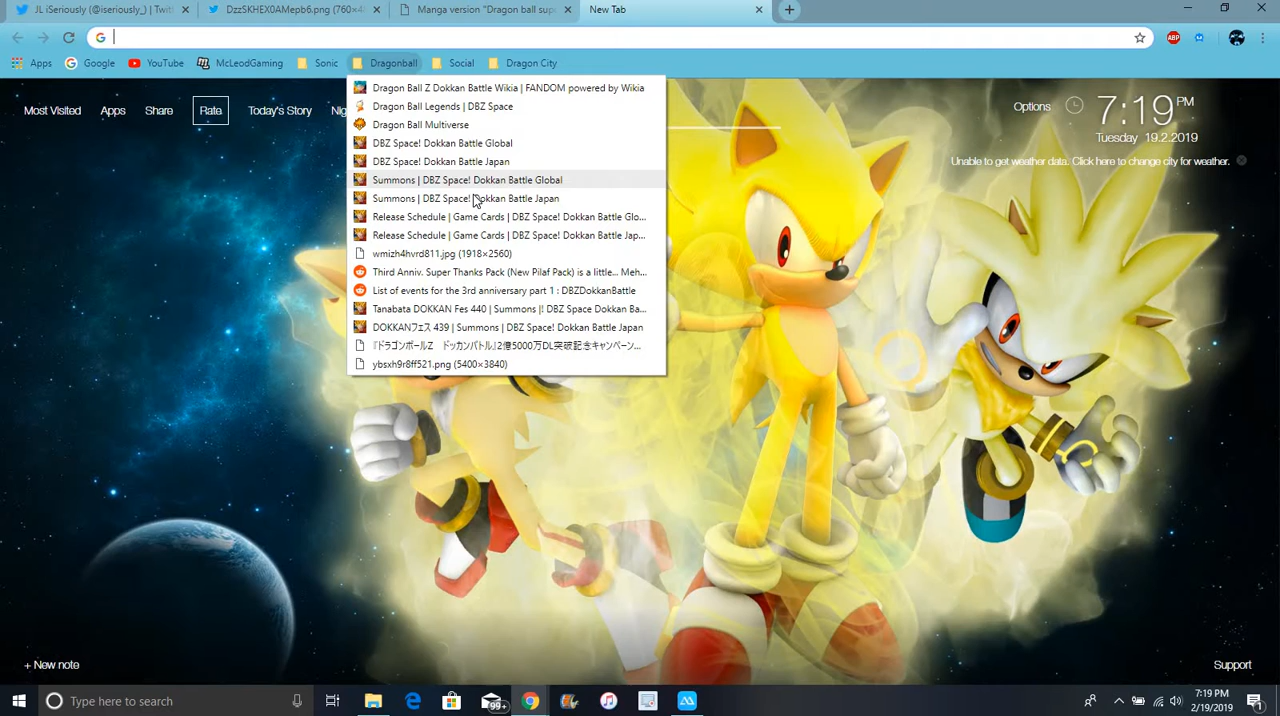 JL iSeriously (@iseriously_) | Twitt
DzzSKHEX0AMepb6.png (760×4
Manga version "Dragon ball supe
New Tab
Apps
Google
YouTube
McLeodGaming
Sonic
Dragonball
Social
Dragon City
ABP
Most Visited
Apps
Share
Rate
Today's Story
Nig
Options
7:19 PM
Tuesday 19.2.2019
Unable to get weather data. Click here to change city for weather.
Dragon Ball Z Dokkan Battle Wikia | FANDOM powered by Wikia
Dragon Ball Legends | DBZ Space
Dragon Ball Multiverse
DBZ Space! Dokkan Battle Global
DBZ Space! Dokkan Battle Japan
Summons | DBZ Space! Dokkan Battle Global
Summons | DBZ Space! Dokkan Battle Japan
Release Schedule | Game Cards | DBZ Space! Dokkan Battle Glo...
Release Schedule | Game Cards | DBZ Space! Dokkan Battle Jap...
wmizh4hvrd811.jpg (1918×2560)
Third Anniv. Super Thanks Pack (New Pilaf Pack) is a little... Meh...
List of events for the 3rd anniversary part 1 : DBZDokkanBattle
Tanabata DOKKAN Fes 440 | Summons |! DBZ Space Dokkan Ba...
DOKKANフェス 439 | Summons | DBZ Space! Dokkan Battle Japan
『ドラゴンボールZ ドッカンバトル』2億5000万DL突破記念キャンペーン...
ybsxh9r8ff521.png (5400×3840)
+ New note
Support
Type here to search
99+
7:19 PM
2/19/2019
1